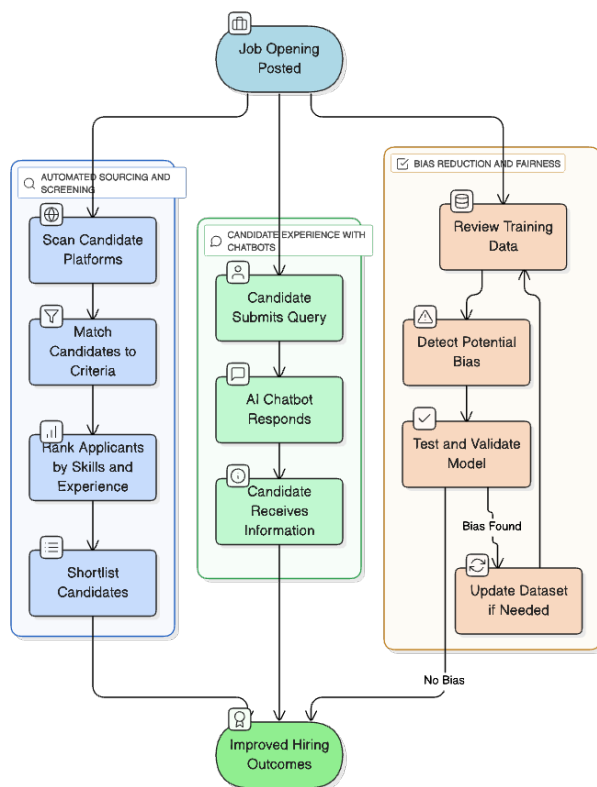 Job Opening
Posted
AUTOMATED SOURCING AND
SCREENING
Scan Candidate
Platforms
Match
Candidates to
Criteria
Rank Applicants
by Skills and
Experience
Shortlist
Candidates
CANDIDATE EXPERIENCE WITH
CHATBOTS
Candidate
Submits Query
AI Chatbot
Responds
Candidate
Receives
Information
BIAS REDUCTION AND FAIRNESS
Review Training
Data
Detect Potential
Bias
Test and Validate
Model
Bias Found
Update Dataset
if Needed
No Bias
Improved Hiring
Outcomes